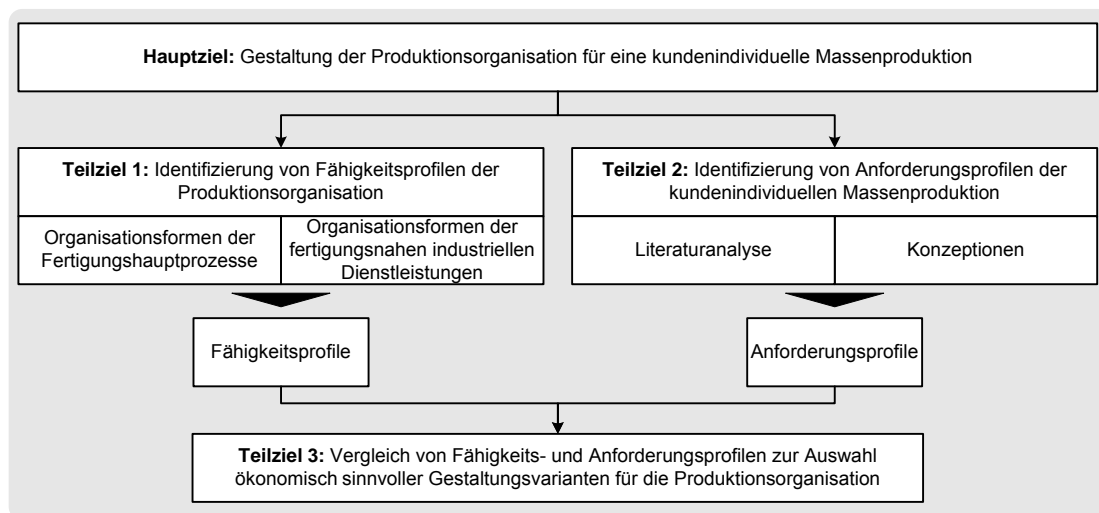 Hauptziel: Gestaltung der Produktionsorganisation für eine kundenindividuelle Massenproduktion
Teilziel 1: Identifizierung von Fähigkeitsprofilen der
Produktionsorganisation
Organisationsformen der
Fertigungshauptprozesse
Organisationsformen der
fertigungsnahen industriellen
Dienstleistungen
Teilziel 2: Identifizierung von Anforderungsprofilen der
kundenindividuellen Massenproduktion
Literaturanalyse
Konzeptionen
Fähigkeitsprofile
Anforderungsprofile
Teilziel 3: Vergleich von Fähigkeits- und Anforderungsprofilen zur Auswahl
ökonomisch sinnvoller Gestaltungsvarianten für die Produktionsorganisation